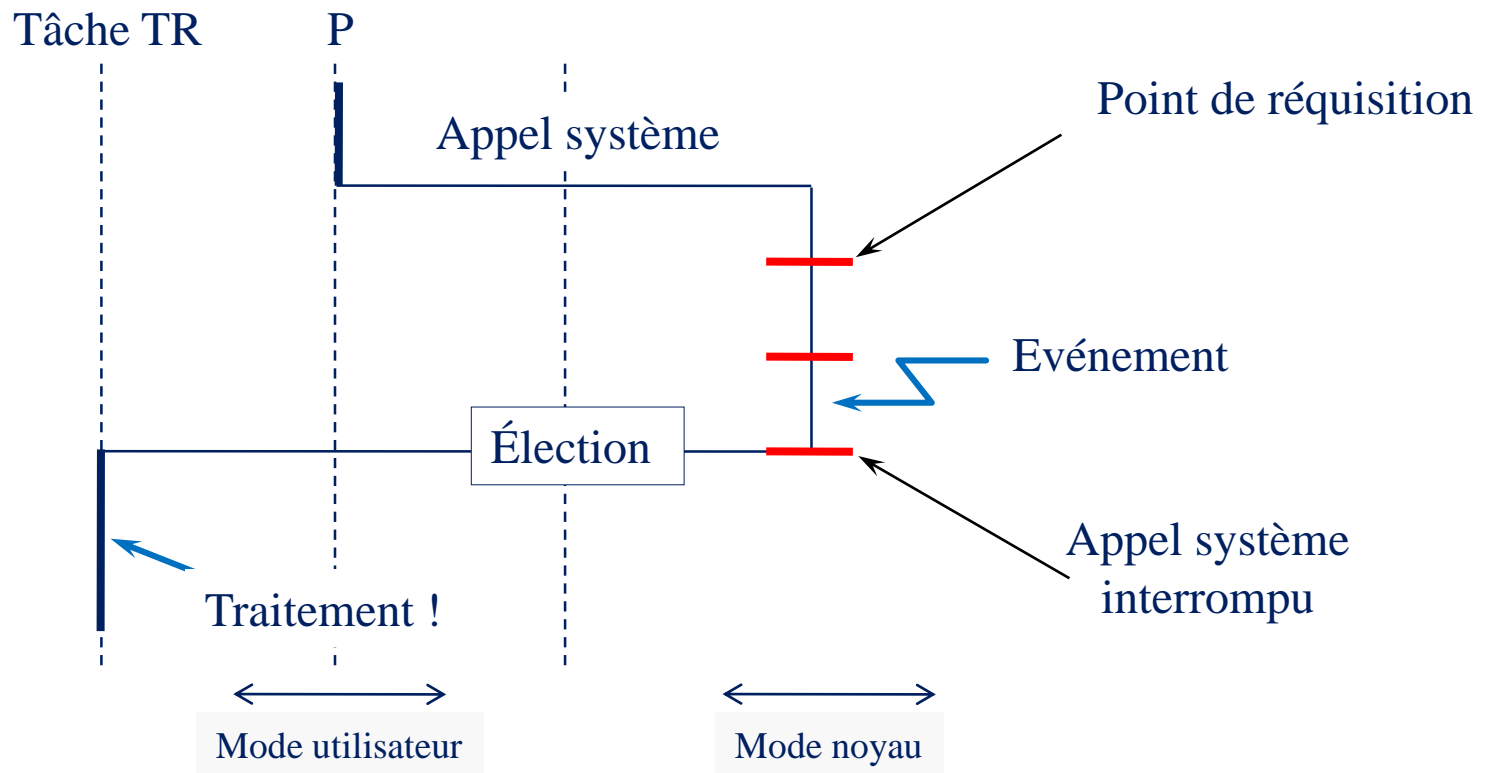 Tâche TR
P
Point de réquisition
Appel système
Evénement
Élection
Appel système
interrompu
Traitement !
Mode utilisateur
Mode noyau